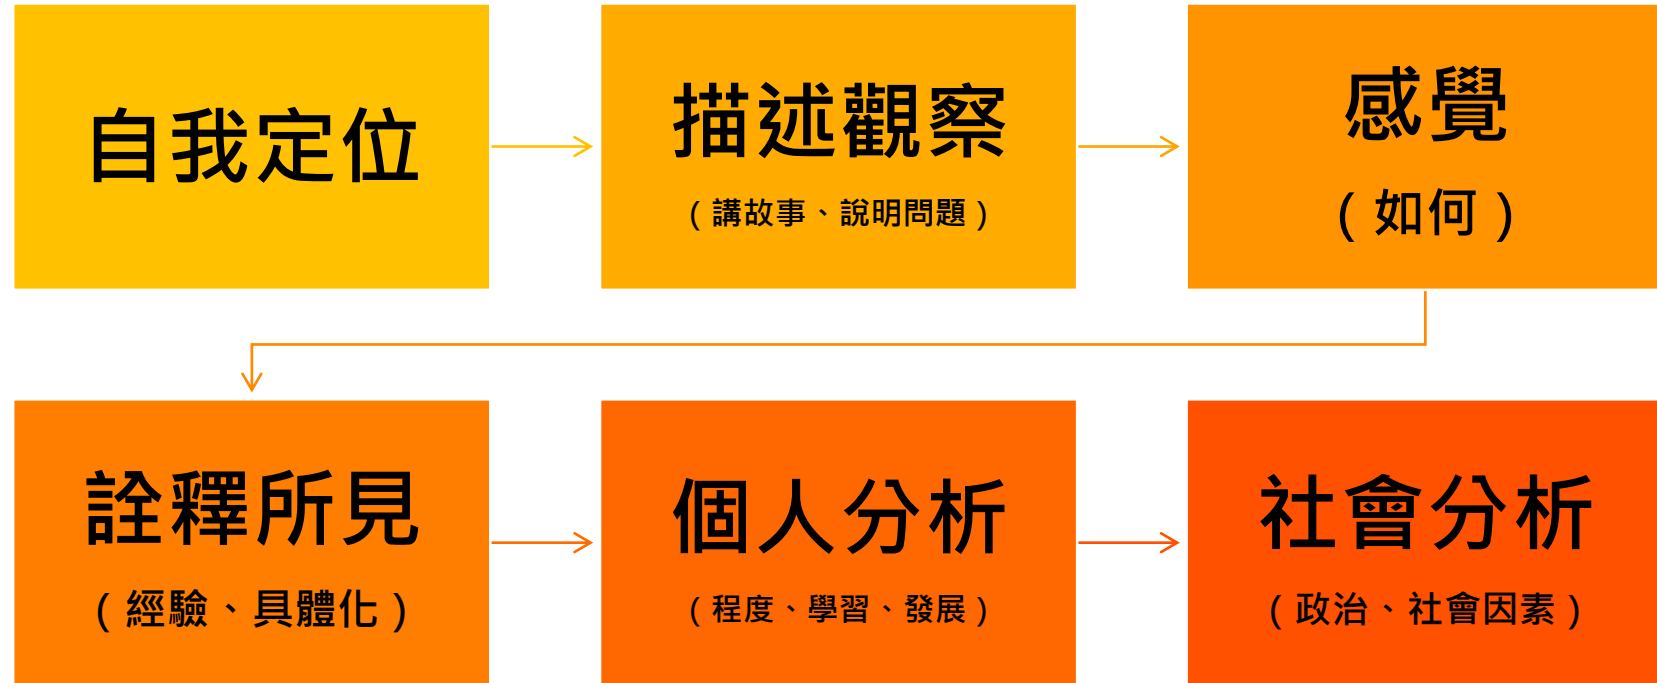 自我定位
描述觀察
（講故事、說明問題）
感覺
（如何）
詮釋所見
（經驗、具體化）
個人分析
（程度、學習、發展）
社會分析
（政治、社會因素）